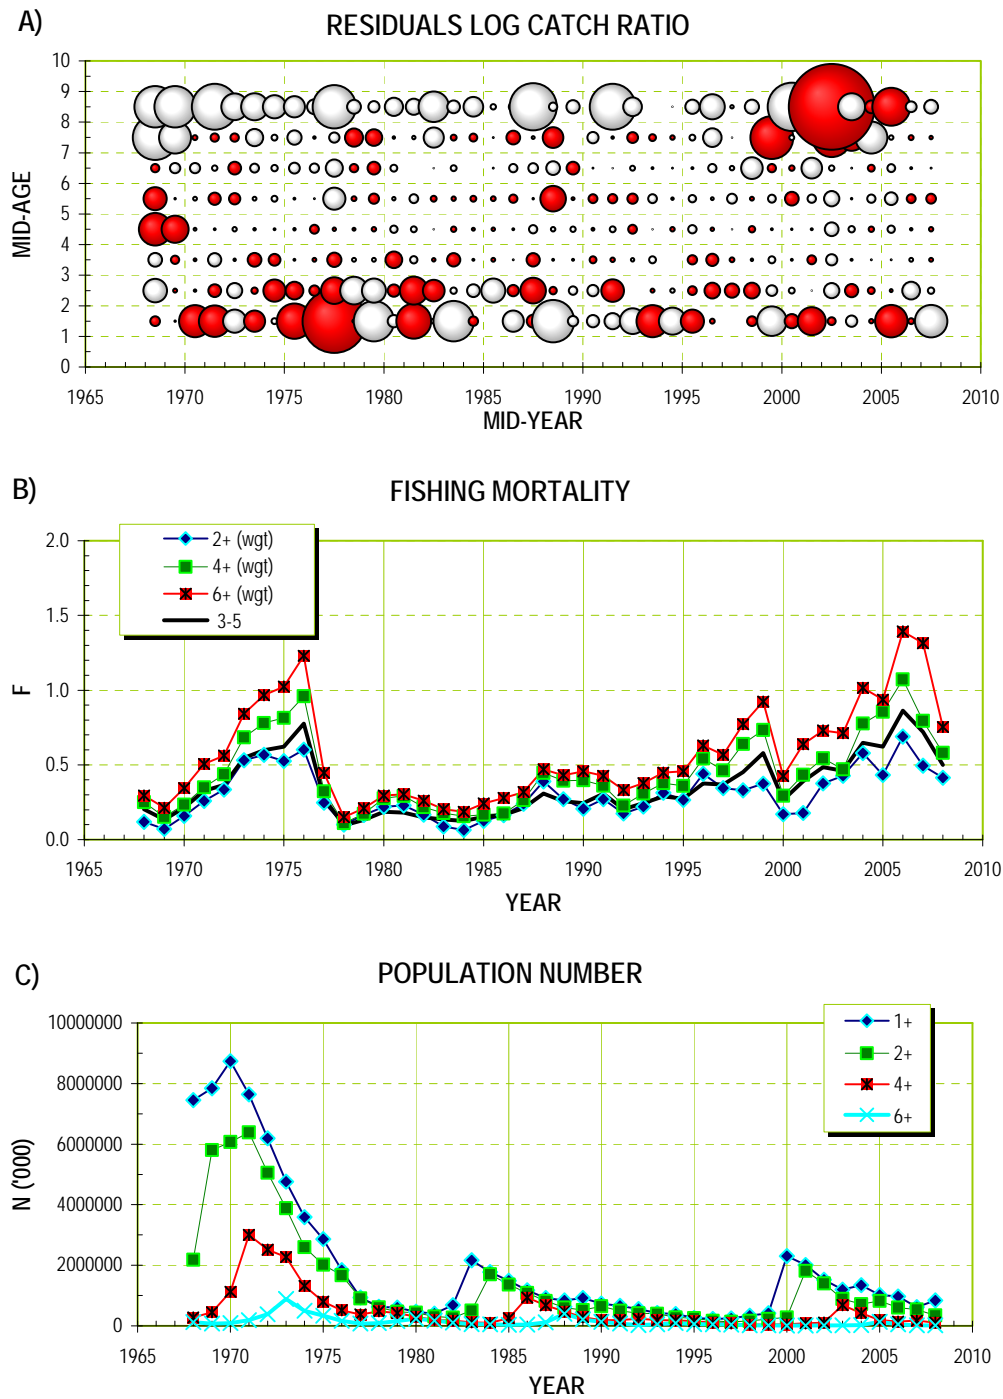 A)
RESIDUALS LOG CATCH RATIO
MID-AGE
10
9
8
7
6
5
4
3
2
1
0
1965 1970 1975 1980 1985 1990 1995 2000 2005 2010
MID-YEAR
B)
FISHING MORTALITY
2+ (wgt)
4+ (wgt)
6+ (wgt)
3-5
F
2.0
1.5
1.0
0.5
0.0
1965 1970 1975 1980 1985 1990 1995 2000 2005 2010
YEAR
C)
POPULATION NUMBER
1+
2+
4+
6+
N ('000)
10000000
8000000
6000000
4000000
2000000
0
1965 1970 1975 1980 1985 1990 1995 2000 2005 2010
YEAR